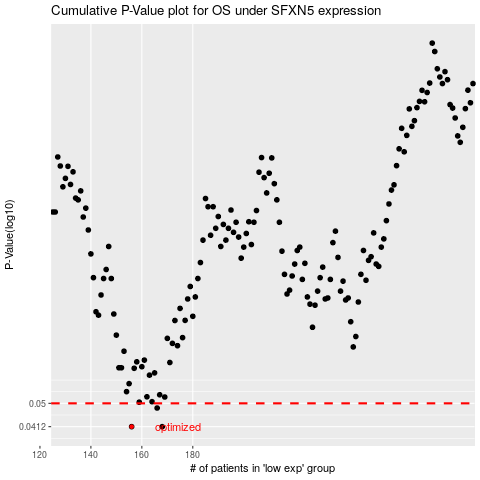 Cumulative P-Value plot for OS under SFXN5 expression
P-Value(log10)
0.05
0.0412
optimized
120 140 160 180
# of patients in 'low exp' group